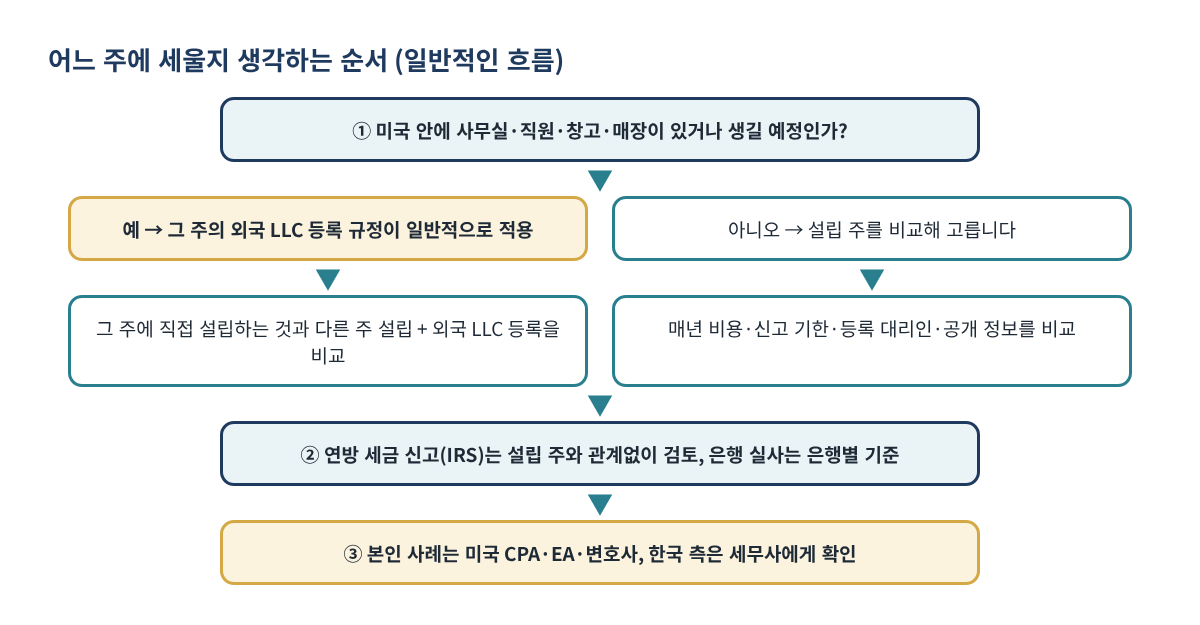 어느 주에 세울지 생각하는 순서 (일반적인 흐름)
① 미국 안에 사무실·직원·창고·매장이 있거나 생길 예정인가?
예 → 그 주의 외국 LLC 등록 규정이 일반적으로 적용
아니오 → 설립 주를 비교해 고릅니다
그 주에 직접 설립하는 것과 다른 주 설립 + 외국 LLC 등록을
비교
매년 비용·신고 기한·등록 대리인·공개 정보를 비교
② 연방 세금 신고(IRS)는 설립 주와 관계없이 검토, 은행 실사는 은행별 기준
③ 본인 사례는 미국 CPA·EA·변호사, 한국 측은 세무사에게 확인